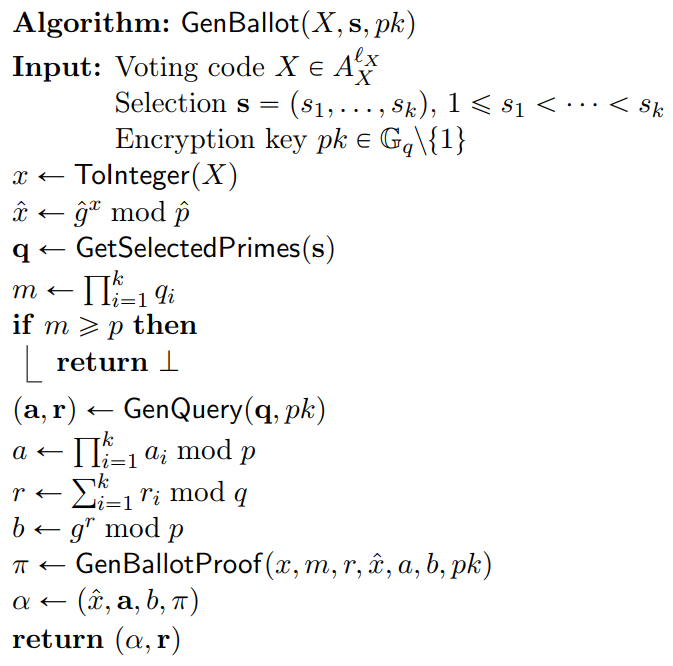 Algorithm: GenBallot(X, s, pk)
Input: Voting code X ∈ A_X^{ℓ_X}
Selection s = (s_1, . . . , s_k), 1 ⩽ s_1 < · · · < s_k
Encryption key pk ∈ 𝔾_q\{1}
x ← ToInteger(X)
x̂ ← ĝ^x mod p̂
q ← GetSelectedPrimes(s)
m ← ∏_{i=1}^k q_i
if m ⩾ p then
return ⊥
(a, r) ← GenQuery(q, pk)
a ← ∏_{i=1}^k a_i mod p
r ← ∑_{i=1}^k r_i mod q
b ← g^r mod p
π ← GenBallotProof(x, m, r, x̂, a, b, pk)
α ← (x̂, a, b, π)
return (α, r)